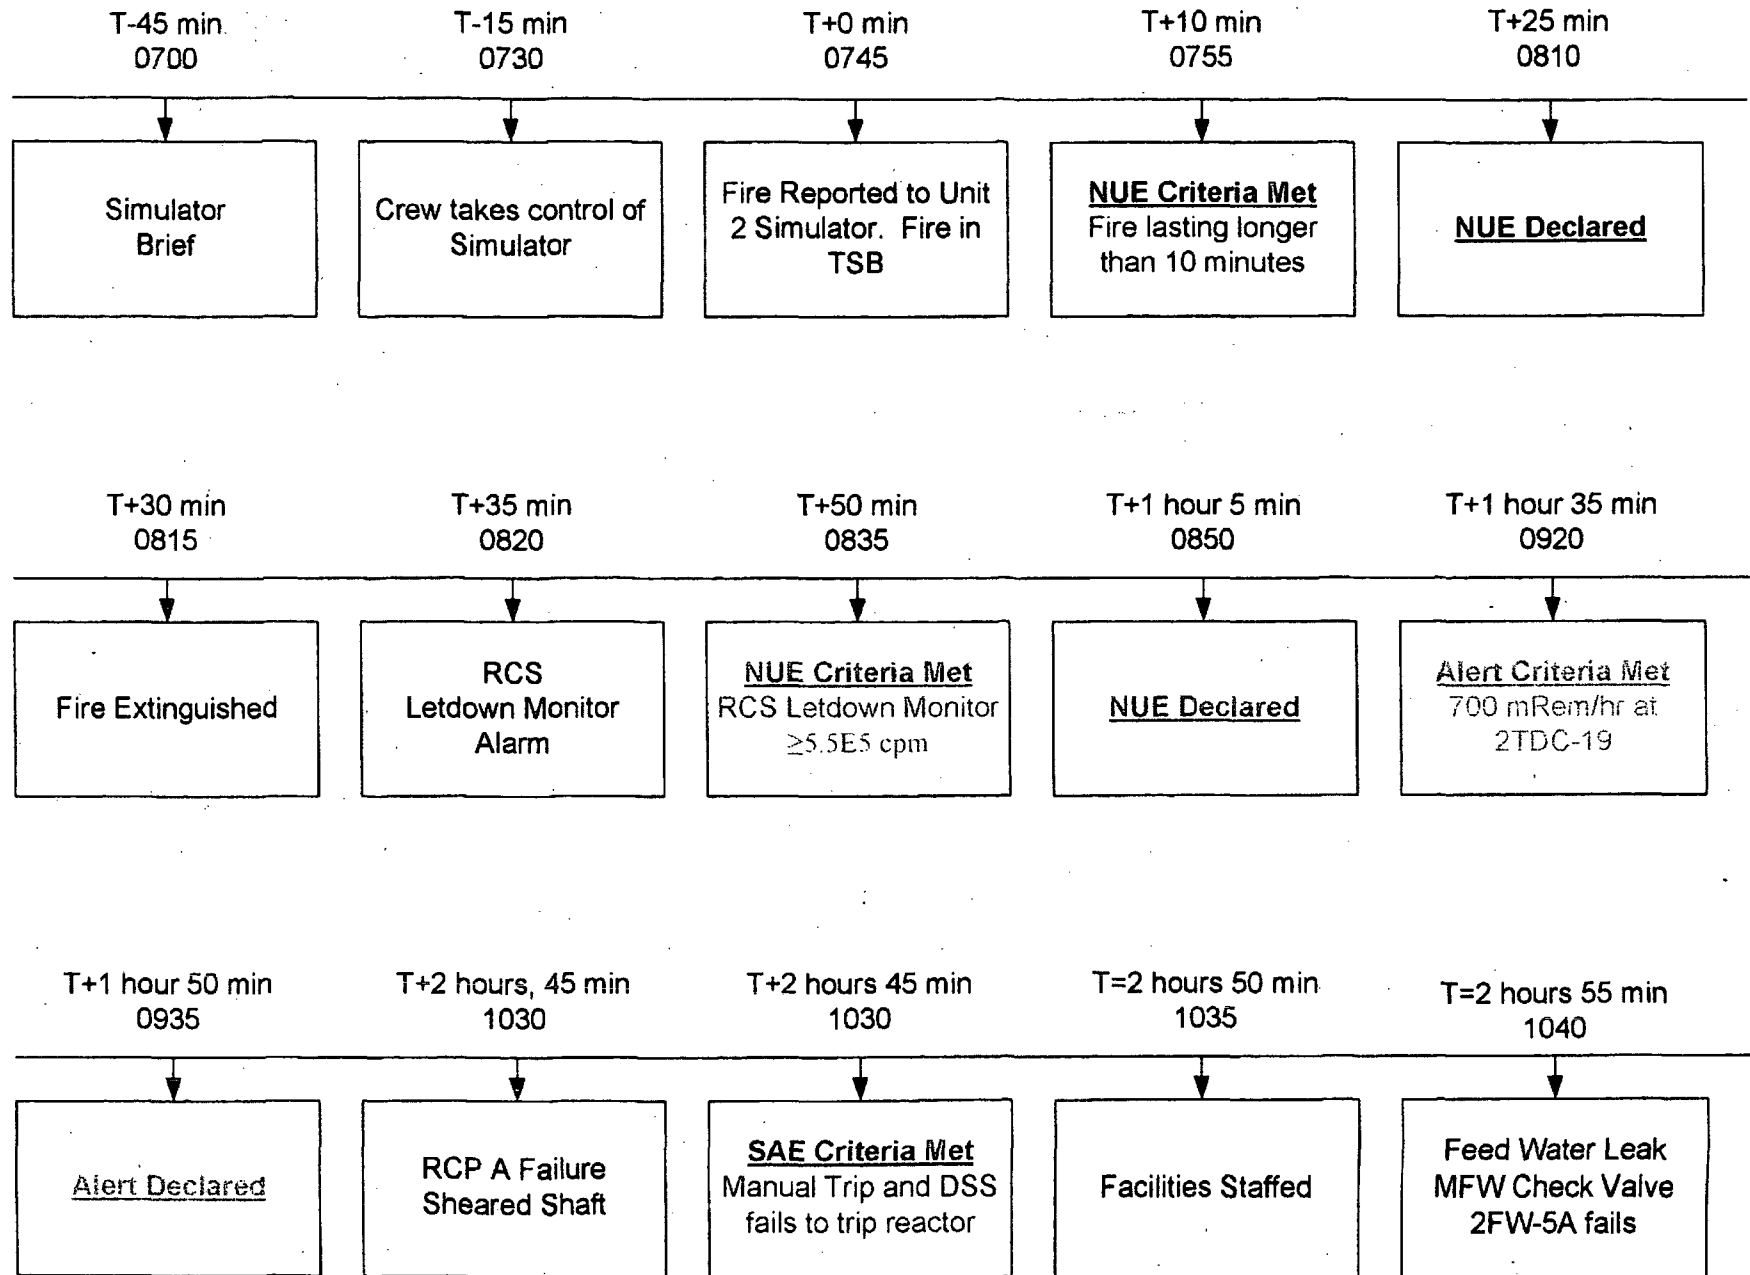 T-45 min.
0700
T-15 min
0730
T+0 min
0745
T+10 min
0755
T+25 min
0810
Simulator
Brief
Crew takes control of
Simulator
Fire Reported to Unit
2 Simulator. Fire in
TSB
NUE Criteria Met
Fire lasting longer
than 10 minutes
NUE Declared
T+30 min
0815
T+35 min
0820
T+50 min
0835
T+1 hour 5 min
0850
T+1 hour 35 min
0920
Fire Extinguished
RCS
Letdown Monitor
Alarm
NUE Criteria Met
RCS Letdown Monitor
≥5.5E5 cpm
NUE Declared
Alert Criteria Met
700 mRem/hr at
2TDC-19
T+1 hour 50 min
0935
T+2 hours, 45 min
1030
T+2 hours 45 min
1030
T=2 hours 50 min
1035
T=2 hours 55 min
1040
Alert Declared
RCP A Failure
Sheared Shaft
SAE Criteria Met
Manual Trip and DSS
fails to trip reactor
Facilities Staffed
Feed Water Leak
MFW Check Valve
2FW-5A fails